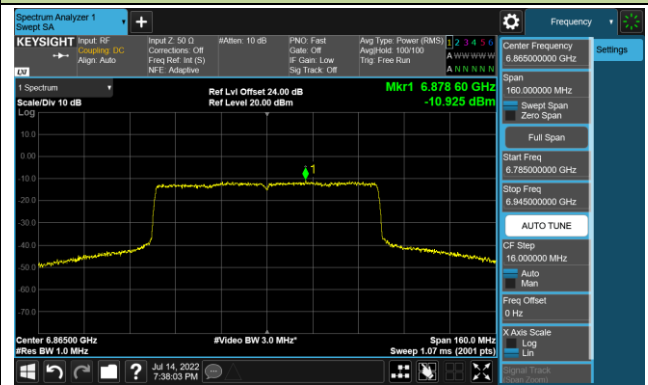 Spectrum Analyzer 1
Swept SA
Frequency
KEYSIGHT
Input: RF
Coupling: DC
Align: Auto
Input Z: 50 Ω
Corrections: Off
Freq Ref: Int (S)
NFE: Adaptive
#Atten: 10 dB
PNO: Fast
Gate: Off
IF Gain: Low
Sig Track: Off
Avg Type: Power (RMS)
Avg|Hold: 100/100
Trig: Free Run
1 2 3 4 5 6
A W W W W W
A N N N N N
LXI
1 Spectrum
Scale/Div 10 dB
Log
Ref Lvl Offset 24.00 dB
Ref Level 20.00 dBm
Mkr1 6.878 60 GHz
-10.925 dBm
10.0
0.00
-10.0
-20.0
-30.0
-40.0
-50.0
-60.0
-70.0
1
Center 6.86500 GHz
#Res BW 1.0 MHz
#Video BW 3.0 MHz*
Span 160.0 MHz
Sweep 1.07 ms (2001 pts)
Jul 14, 2022
7:38:03 PM
Center Frequency
6.865000000 GHz
Span
160.000000 MHz
Swept Span
Zero Span
Full Span
Start Freq
6.785000000 GHz
Stop Freq
6.945000000 GHz
AUTO TUNE
CF Step
16.000000 MHz
Auto
Man
Freq Offset
0 Hz
X Axis Scale
Log
Lin
Signal Track
(Span Zoom)
Settings